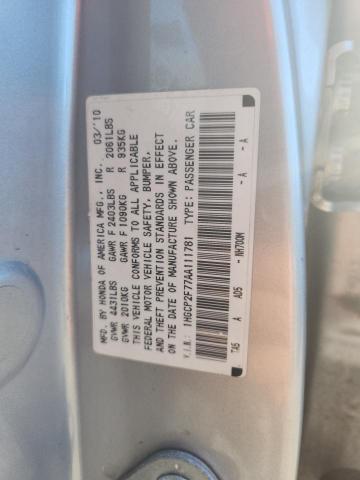 MFD. BY HONDA OF AMERICA MFG., INC. 03/'10
GVWR 4431LBS GAWR F 2403LBS R 2061LBS
GVWR 2010KG GAWR F 1090KG R 935KG
THIS VEHICLE CONFORMS TO ALL APPLICABLE
FEDERAL MOTOR VEHICLE SAFETY, BUMPER,
AND THEFT PREVENTION STANDARDS IN EFFECT
ON THE DATE OF MANUFACTURE SHOWN ABOVE.
V.I.N.: 1HGCP2F77AA111781 TYPE: PASSENGER CAR
TA5 A AD5 -NH700M -A -A